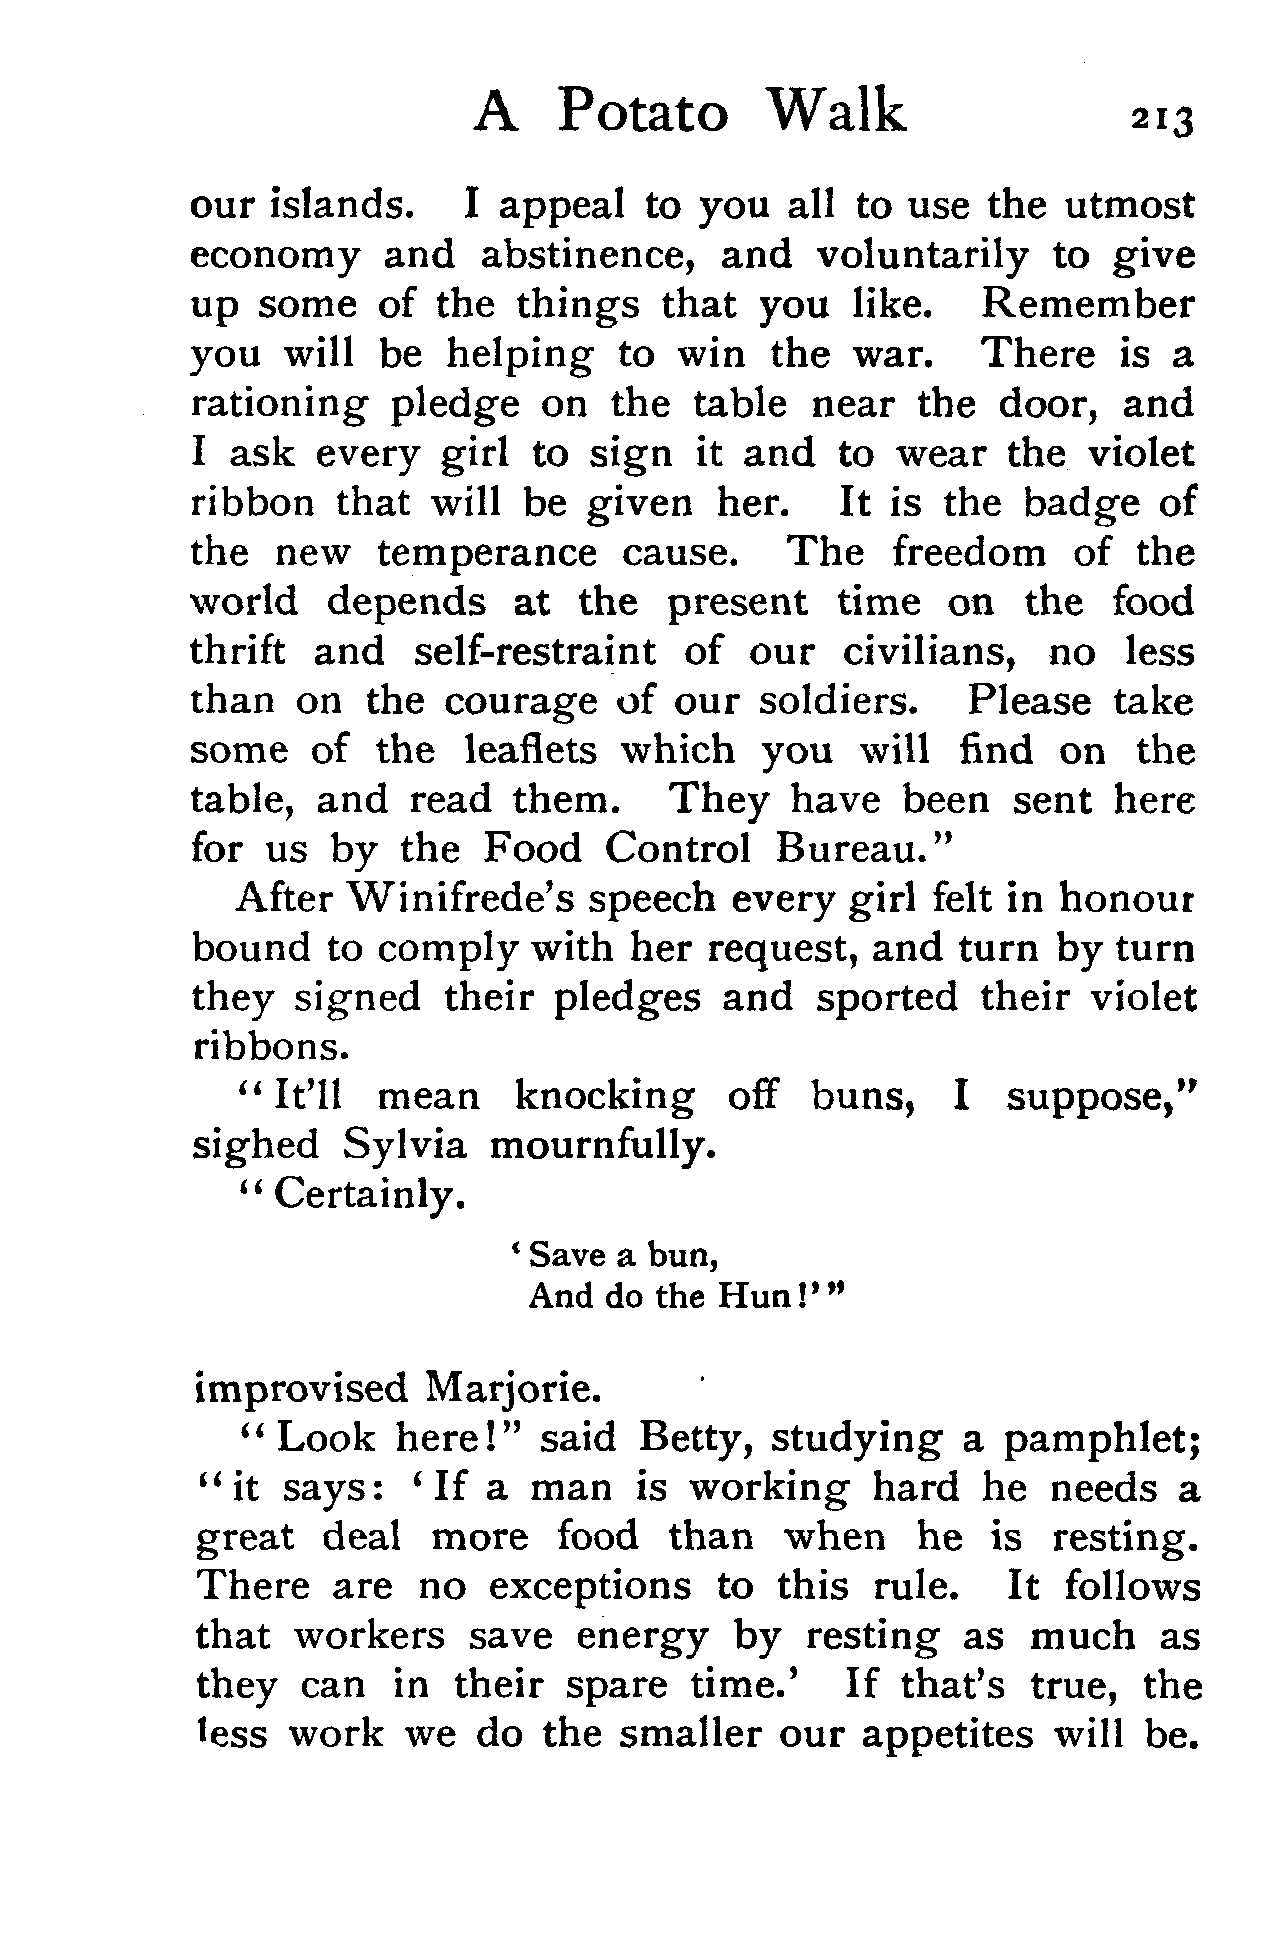 A Potato Walk 213
our islands. I appeal to you all to use the utmost
economy and abstinence, and voluntarily to give
up some of the things that you like. Remember
you will be helping to win the war. There is a
rationing pledge on the table near the door, and
I ask every girl to sign it and to wear the violet
ribbon that will be given her. It is the badge of
the new temperance cause. The freedom of the
world depends at the present time on the food
thrift and self-restraint of our civilians, no less
than on the courage of our soldiers. Please take
some of the leaflets which you will find on the
table, and read them. They have been sent here
for us by the Food Control Bureau."
After Winifrede's speech every girl felt in honour
bound to comply with her request, and turn by turn
they signed their pledges and sported their violet
ribbons.
"It'll mean knocking off buns, I suppose,"
sighed Sylvia mournfully.
"Certainly.
'Save a bun,
And do the Hun!'"
improvised Marjorie.
"Look here!" said Betty, studying a pamphlet;
"it says: 'If a man is working hard he needs a
great deal more food than when he is resting.
There are no exceptions to this rule. It follows
that workers save energy by resting as much as
they can in their spare time.' If that's true, the
less work we do the smaller our appetites will be.